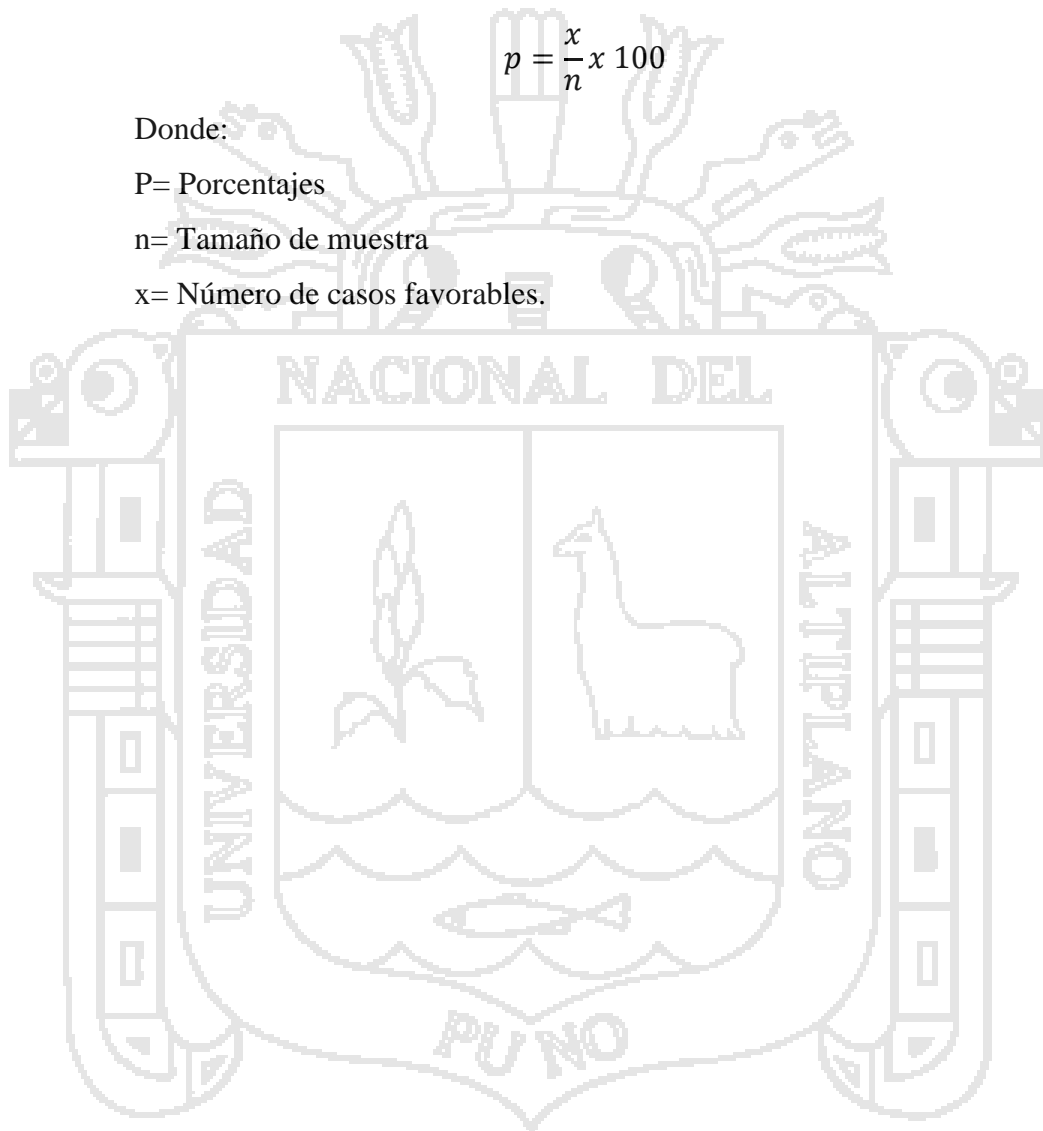 p = x/n x 100
Donde:
P= Porcentajes
n= Tamaño de muestra
x= Número de casos favorables.
NACIONAL DEL
UNIVERSIDAD
ALTIPLANO
PUNO